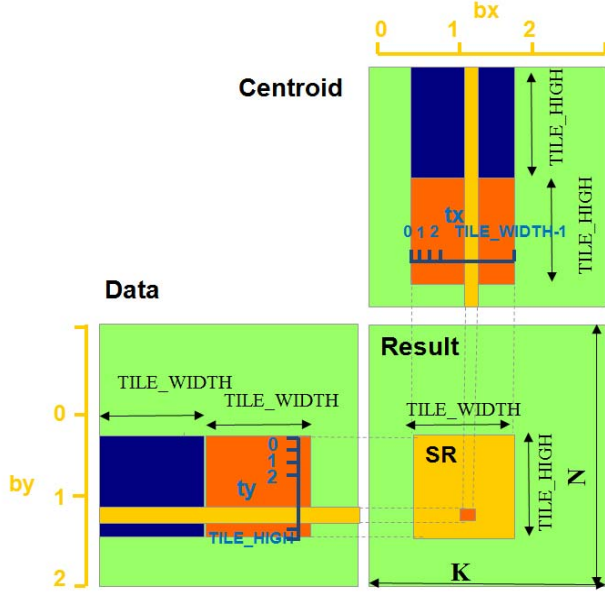 bx
0 1 2
Centroid
TILE_HIGH
TILE_HIGH
tx
0 1 2 TILE_WIDTH-1
Data
Result
TILE_WIDTH
TILE_WIDTH
TILE_WIDTH
0
by
1
2
0
1
2
ty
TILE_HIGH
SR
TILE_HIGH
N
K